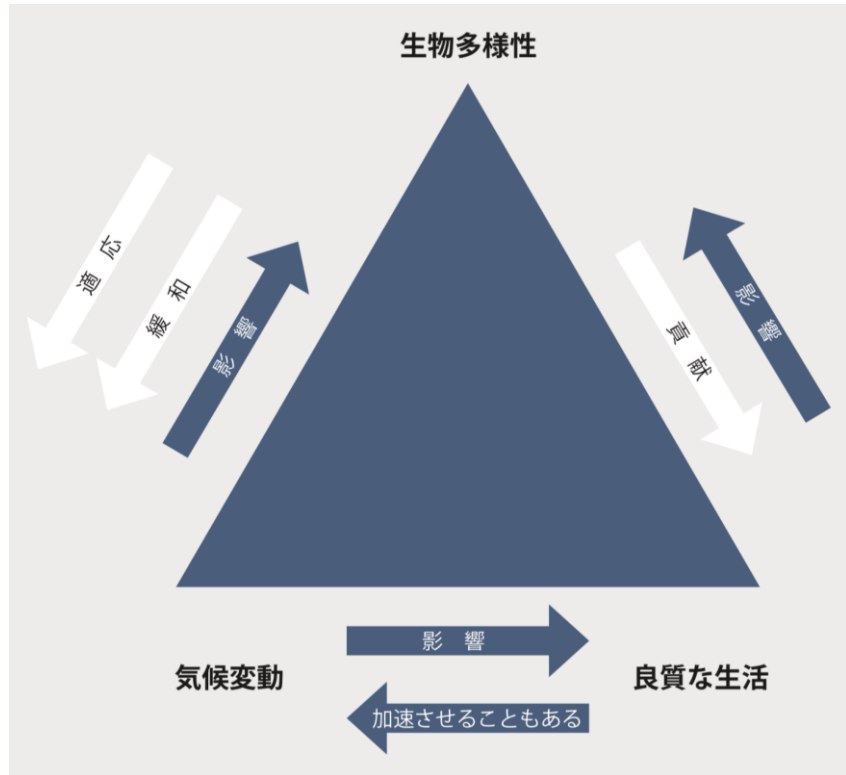 生物多様性
適応
緩和
影響
貢献
影響
影響
気候変動
良質な生活
加速させることもある